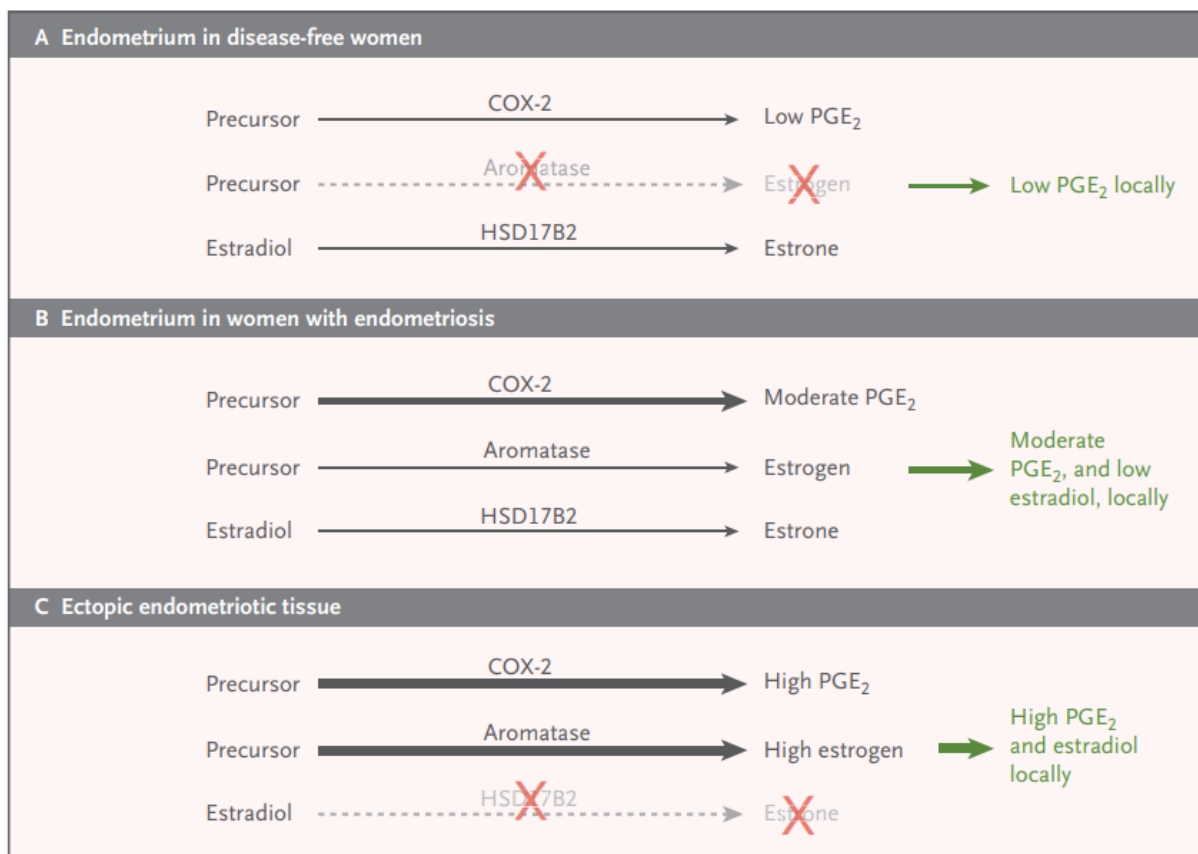 A Endometrium in disease-free women
COX-2
Precursor Low PGE₂
Aromatase
Precursor Estrogen Low PGE₂ locally
HSD17B2
Estradiol Estrone
B Endometrium in women with endometriosis
COX-2
Precursor Moderate PGE₂
Aromatase
Precursor Estrogen
Moderate
PGE₂, and low
estradiol, locally
HSD17B2
Estradiol Estrone
C Ectopic endometriotic tissue
COX-2
Precursor High PGE₂
Aromatase
Precursor High estrogen
High PGE₂
and estradiol
locally
HSD17B2
Estradiol Estrone